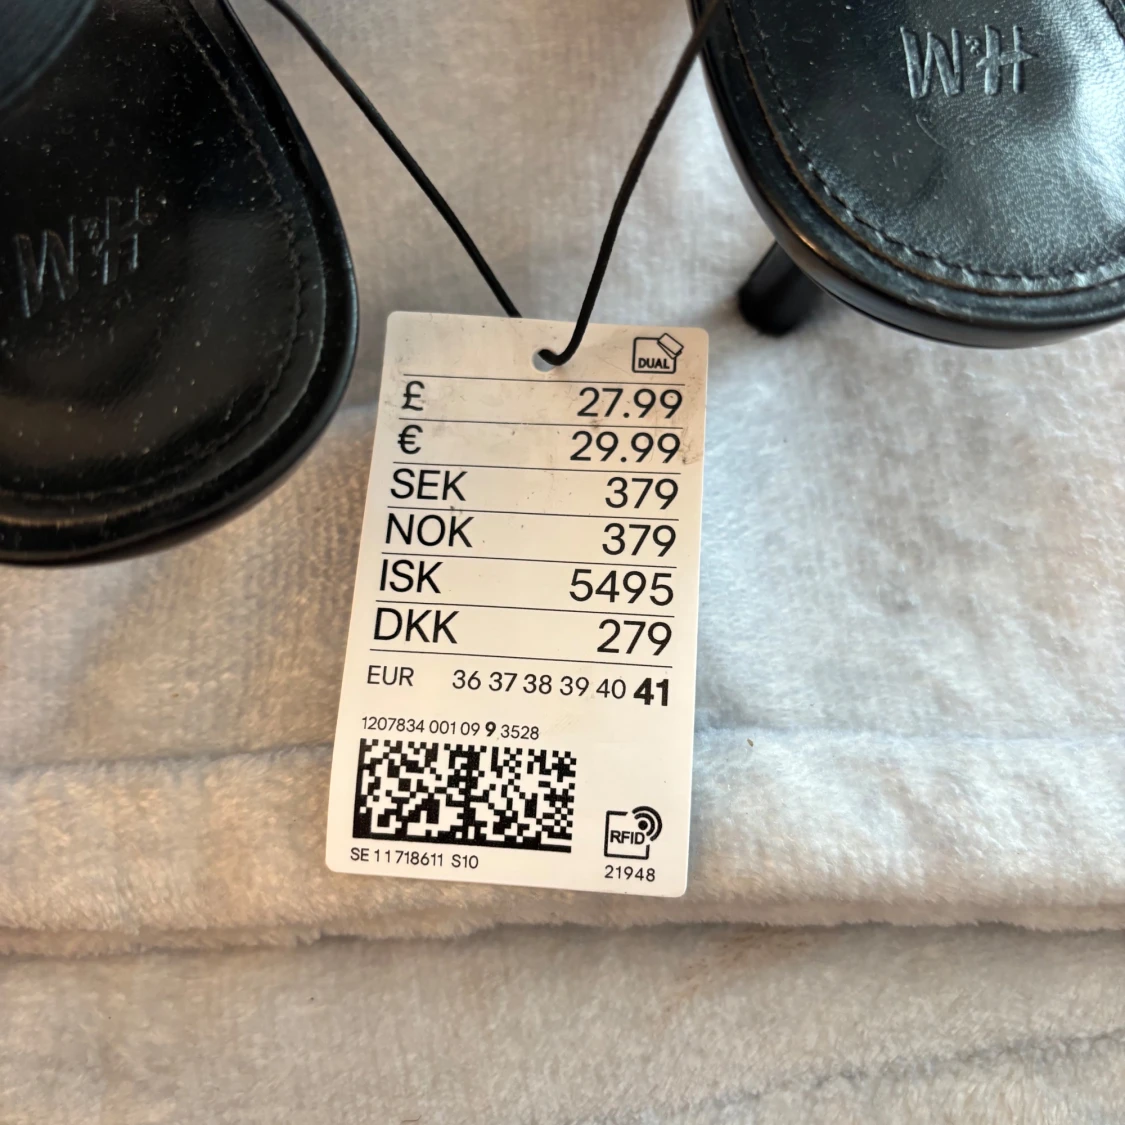 H&M
H&M
DUAL
£ 27.99
€ 29.99
SEK 379
NOK 379
ISK 5495
DKK 279
EUR 36 37 38 39 40 41
1207834 001 09 9 3528
SE 11718611 S10
RFID
21948